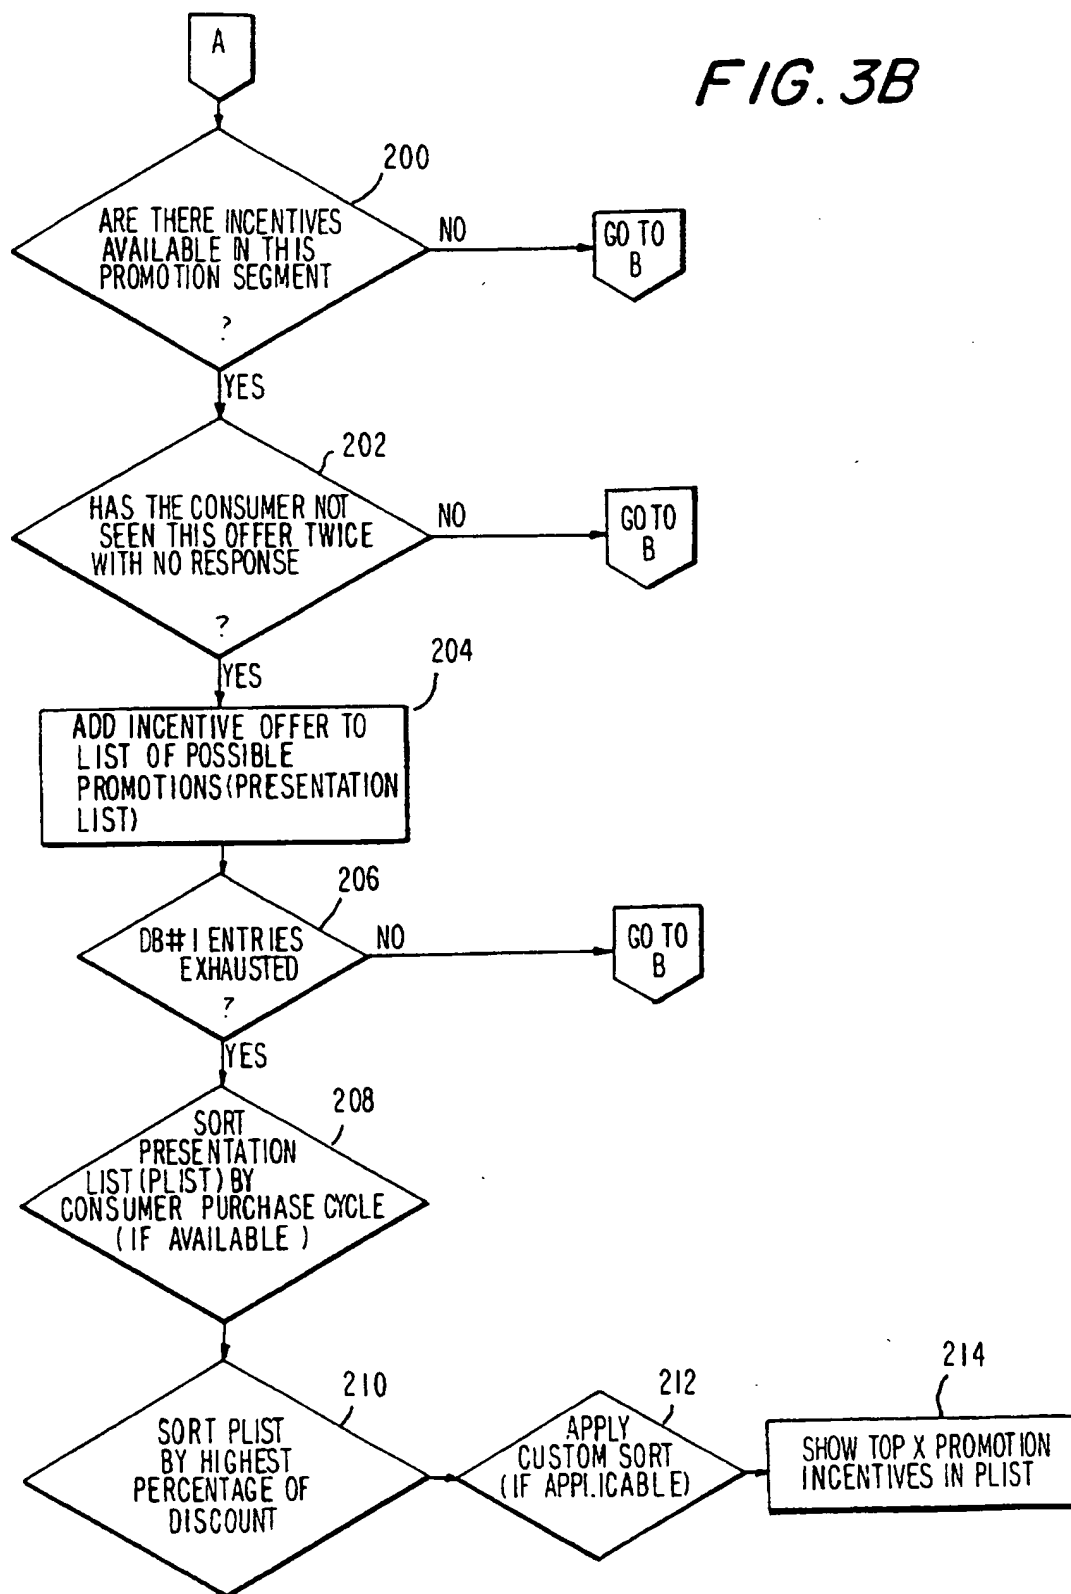 A
FIG. 3B
200
ARE THERE INCENTIVES
AVAILABLE IN THIS
PROMOTION SEGMENT
?
NO
GO TO
B
YES
202
HAS THE CONSUMER NOT
SEEN THIS OFFER TWICE
WITH NO RESPONSE
?
NO
GO TO
B
YES
204
ADD INCENTIVE OFFER TO
LIST OF POSSIBLE
PROMOTIONS (PRESENTATION
LIST)
206
DB#1 ENTRIES
EXHAUSTED
?
NO
GO TO
B
YES
208
SORT
PRESENTATION
LIST (PLIST) BY
CONSUMER PURCHASE CYCLE
(IF AVAILABLE)
210
SORT PLIST
BY HIGHEST
PERCENTAGE OF
DISCOUNT
212
APPLY
CUSTOM SORT
(IF APPLICABLE)
214
SHOW TOP X PROMOTION
INCENTIVES IN PLIST